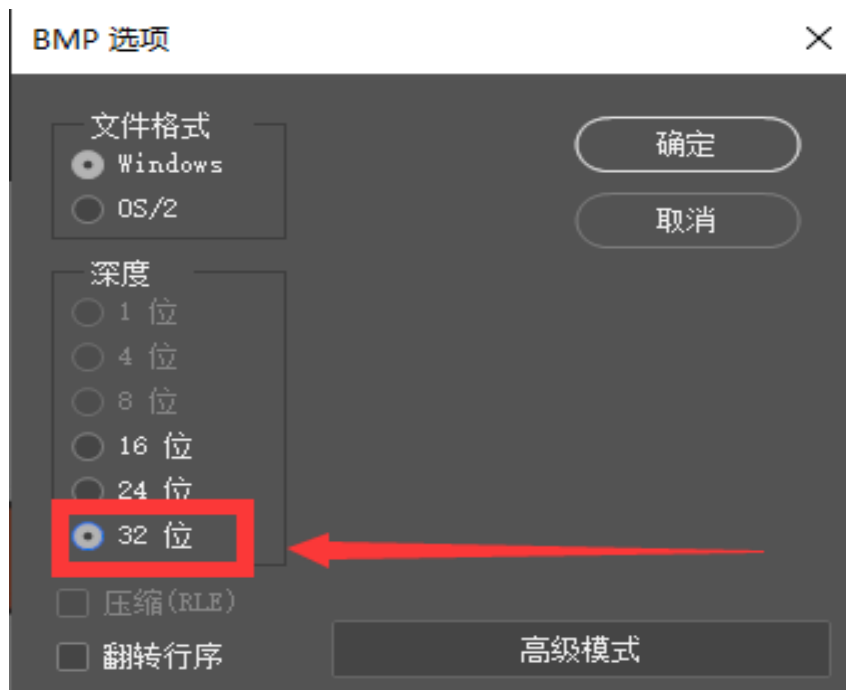 BMP 选项
文件格式
Windows
OS/2
确定
取消
深度
1 位
4 位
8 位
16 位
24 位
32 位
压缩(RLE)
翻转行序
高级模式